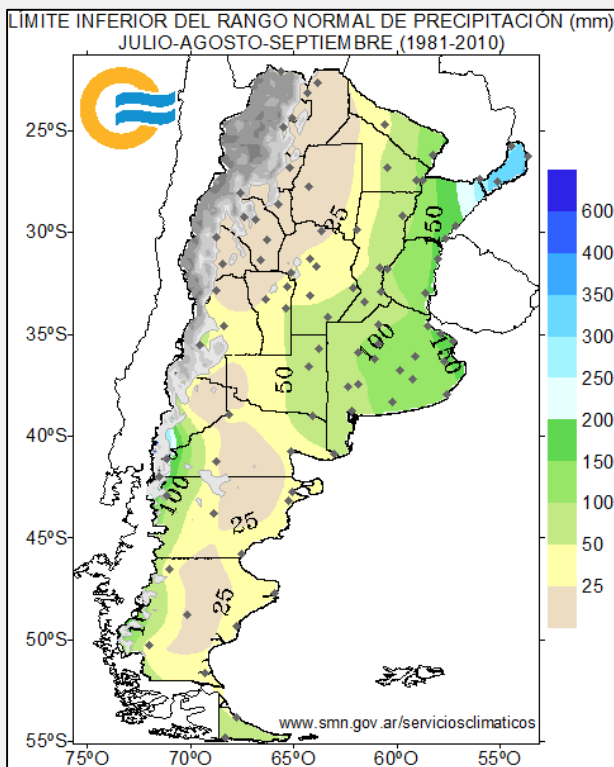 LÍMITE INFERIOR DEL RANGO NORMAL DE PRECIPITACIÓN (mm)
JULIO-AGOSTO-SEPTIEMBRE (1981-2010)
25ºS
30ºS
35ºS
40ºS
45ºS
50ºS
55ºS
75ºO 70ºO 65ºO 60ºO 55ºO
25
150
100
150
50
100
25
25
600
400
350
300
250
200
150
100
50
25
www.smn.gov.ar/serviciosclimaticos